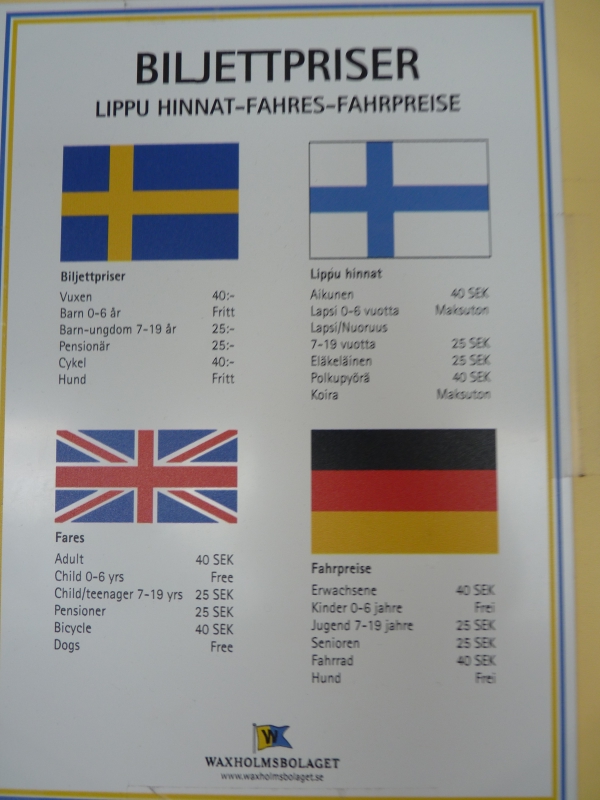 BILJETTPRISER
LIPPU HINNAT-FAHRES-FAHRPREISE
Biljettpriser
Vuxen 40:-
Barn 0-6 år Fritt
Barn-ungdom 7-19 år 25:-
Pensionär 25:-
Cykel 40:-
Hund Fritt
Lippu hinnat
Aikunen 40 SEK
Lapsi 0-6 vuotta Maksuton
Lapsi/Nuoruus
7-19 vuotta 25 SEK
Eläkeläinen 25 SEK
Polkupyörä 40 SEK
Koira Maksuton
Fares
Adult 40 SEK
Child 0-6 yrs Free
Child/teenager 7-19 yrs 25 SEK
Pensioner 25 SEK
Bicycle 40 SEK
Dogs Free
Fahrpreise
Erwachsene 40 SEK
Kinder 0-6 jahre Frei
Jugend 7-19 jahre 25 SEK
Senioren 25 SEK
Fahrrad 40 SEK
Hund Frei
W
WAXHOLMSBOLAGET
www.waxholmsbolaget.se